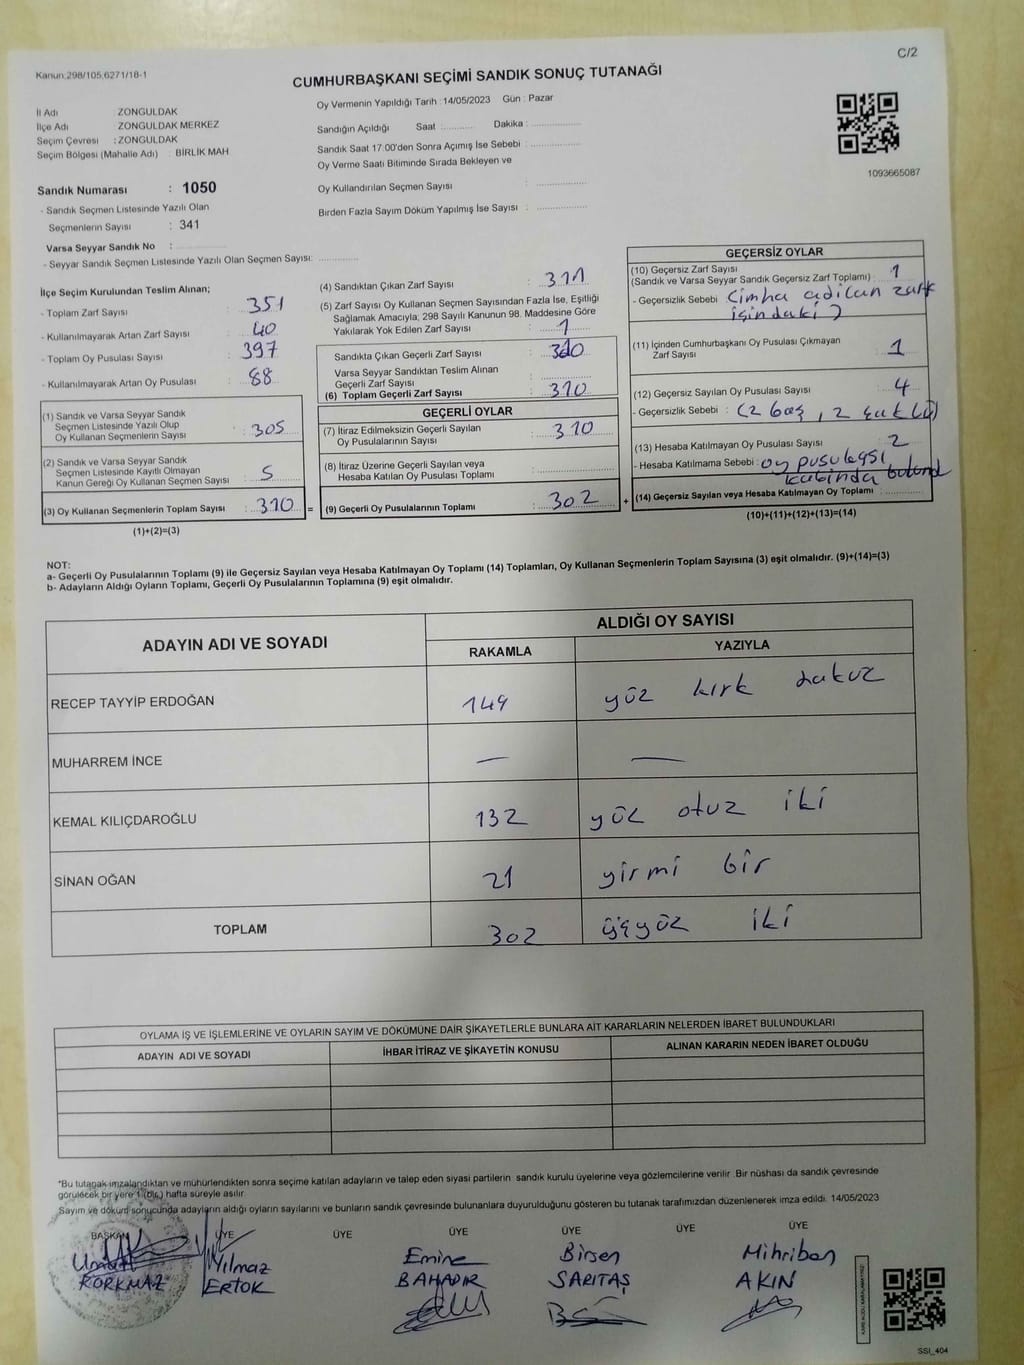 C/2
Kanun.298/105,6271/18-1
CUMHURBAŞKANI SEÇİMİ SANDIK SONUÇ TUTANAĞI
İl Adı ZONGULDAK
İlçe Adı ZONGULDAK MERKEZ
Seçim Çevresi :ZONGULDAK
Seçim Bölgesi (Mahalle Adı) : BİRLİK MAH
Sandık Numarası : 1050
- Sandık Seçmen Listesinde Yazılı Olan
Seçmenlerin Sayısı : 341
Varsa Seyyar Sandık No :
- Seyyar Sandık Seçmen Listesinde Yazılı Olan Seçmen Sayısı:
Oy Vermenin Yapıldığı Tarih :14/05/2023 Gün : Pazar
Sandığın Açıldığı Saat : Dakika :
Sandık Saat 17.00'den Sonra Açımış İse Sebebi :
Oy Verme Saati Bitiminde Sırada Bekleyen ve
Oy Kullandırılan Seçmen Sayısı :
Birden Fazla Sayım Döküm Yapılmış İse Sayısı :
1093665087
İlçe Seçim Kurulundan Teslim Alınan;
- Toplam Zarf Sayısı : 351
- Kullanılmayarak Artan Zarf Sayısı : 40
- Toplam Oy Pusulası Sayısı : 397
- Kullanılmayarak Artan Oy Pusulası : 88
(1) Sandık ve Varsa Seyyar Sandık
Seçmen Listesinde Yazılı Olup
Oy Kullanan Seçmenlerin Sayısı : 305
(2) Sandık ve Varsa Seyyar Sandık
Seçmen Listesinde Kayıtlı Olmayan
Kanun Gereği Oy Kullanan Seçmen Sayısı : 5
(3) Oy Kullanan Seçmenlerin Toplam Sayısı : 310 =
(1)+(2)=(3)
(4) Sandıktan Çıkan Zarf Sayısı : 311
(5) Zarf Sayısı Oy Kullanan Seçmen Sayısından Fazla İse, Eşitliği
Sağlamak Amacıyla, 298 Sayılı Kanunun 98. Maddesine Göre
Yakılarak Yok Edilen Zarf Sayısı : 1
Sandıkta Çıkan Geçerli Zarf Sayısı : 310
Varsa Seyyar Sandıktan Teslim Alınan
Geçerli Zarf Sayısı :
(6) Toplam Geçerli Zarf Sayısı : 310
GEÇERLİ OYLAR
(7) İtiraz Edilmeksizin Geçerli Sayılan
Oy Pusulalarının Sayısı : 310
(8) İtiraz Üzerine Geçerli Sayılan veya
Hesaba Katılan Oy Pusulası Toplamı :
(9) Geçerli Oy Pusulalarının Toplamı : 302 +
GEÇERSİZ OYLAR
(10) Geçersiz Zarf Sayısı
(Sandık ve Varsa Seyyar Sandık Geçersiz Zarf Toplamı) : 1
- Geçersizlik Sebebi : (imha edilen zarf
içindeki)
(11) İçinden Cumhurbaşkanı Oy Pusulası Çıkmayan
Zarf Sayısı : 1
(12) Geçersiz Sayılan Oy Pusulası Sayısı : 4
- Geçersizlik Sebebi : (2 boş, 2
(13) Hesaba Katılmayan Oy Pusulası Sayısı : 2
- Hesaba Katılmama Sebebi : oy pusulası
kabinda bulund
(14) Geçersiz Sayılan veya Hesaba Katılmayan Oy Toplamı :
(10)+(11)+(12)+(13)=(14)
NOT:
a- Geçerli Oy Pusulalarının Toplamı (9) ile Geçersiz Sayılan veya Hesaba Katılmayan Oy Toplamı (14) Toplamları, Oy Kullanan Seçmenlerin Toplam Sayısına (3) eşit olmalıdır. (9)+(14)=(3)
b- Adayların Aldığı Oyların Toplamı, Geçerli Oy Pusulalarının Toplamına (9) eşit olmalıdır.
ADAYIN ADI VE SOYADI ALDIĞI OY SAYISI
RAKAMLA YAZIYLA
RECEP TAYYİP ERDOĞAN 149 yüz kırk dokuz
MUHARREM İNCE — —
KEMAL KILIÇDAROĞLU 132 yüz otuz iki
SİNAN OĞAN 21 yirmi bir
TOPLAM 302 üçyüz iki
OYLAMA İŞ VE İŞLEMLERİNE VE OYLARIN SAYIM VE DÖKÜMÜNE DAİR ŞİKAYETLERLE BUNLARA AİT KARARLARIN NELERDEN İBARET BULUNDUKLARI
ADAYIN ADI VE SOYADI İHBAR İTİRAZ VE ŞİKAYETİN KONUSU ALINAN KARARIN NEDEN İBARET OLDUĞU
*Bu tutanak imzalandıktan ve mühürlendikten sonra seçime katılan adayların ve talep eden siyasi partilerin sandık kurulu üyelerine veya gözlemcilerine verilir. Bir nüshası da sandık çevresinde
görülecek bir yere 1 (bir) hafta süreyle asılır.
Sayım ve döküm sonucunda adayların aldığı oyların sayılarını ve bunların sandık çevresinde bulunanlara duyurulduğunu gösteren bu tutanak tarafımızdan düzenlenerek imza edildi. 14/05/2023
BAŞKAN ÜYE ÜYE ÜYE ÜYE ÜYE ÜYE
Umut Yılmaz Emine Birsen Mihriban
KORKMAZ ERTOK BAHADIR SARITAŞ AKIN
SSI_404